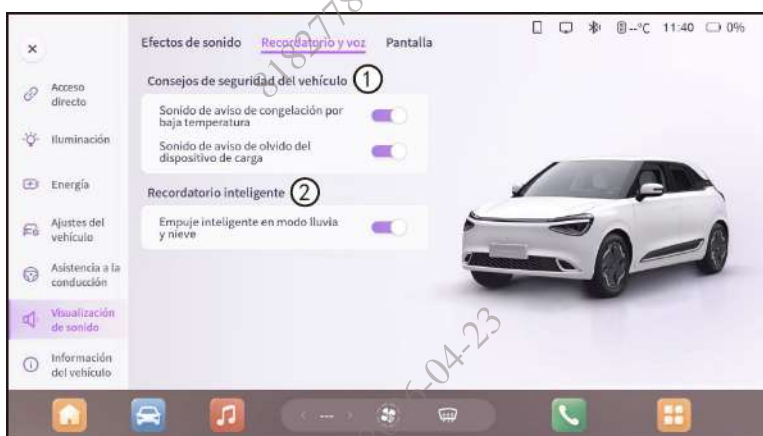 --°C 11:40 0%
Efectos de sonido Recordatorio y voz Pantalla
Consejos de seguridad del vehículo 1
Acceso
directo
Sonido de aviso de congelación por
baja temperatura
Iluminación
Sonido de aviso de olvido del
dispositivo de carga
Energía
Recordatorio inteligente 2
Ajustes del
vehículo
Empuje inteligente en modo lluvia
y nieve
Asistencia a la
conducción
Visualización
de sonido
Información
del vehículo
< --- >
8182778
-04-23